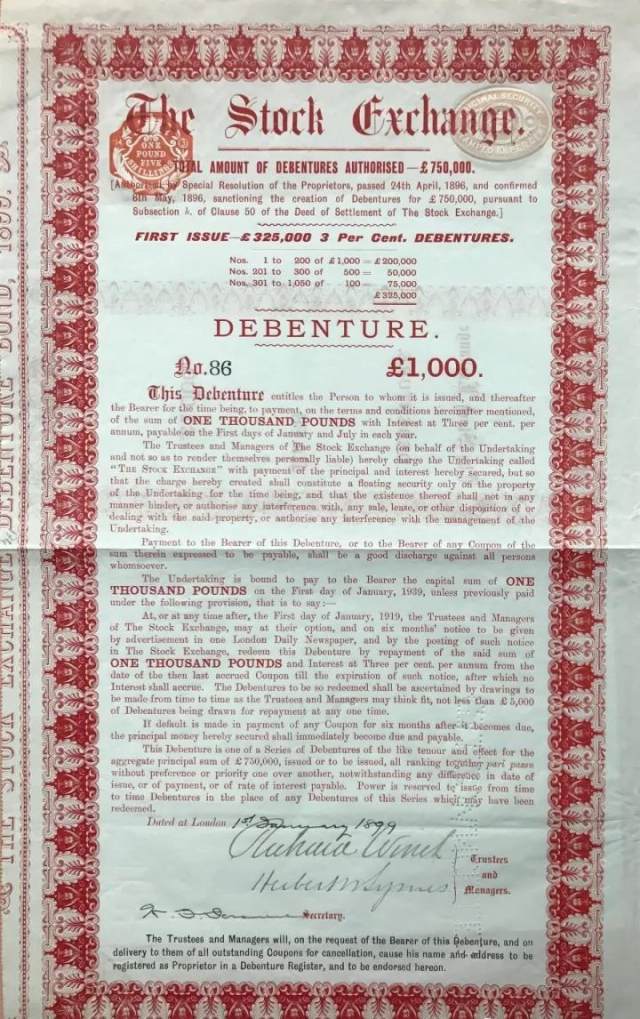 The Stock Exchange.
ONE POUND
FIVE
SHILLINGS
TOTAL AMOUNT OF DEBENTURES AUTHORISED—£750,000.
[Authorised by Special Resolution of the Proprietors, passed 24th April, 1896, and confirmed
8th May, 1896, sanctioning the creation of Debentures for £750,000, pursuant to
Subsection k. of Clause 50 of the Deed of Settlement of The Stock Exchange.]
FIRST ISSUE—£325,000 3 Per Cent. DEBENTURES.
Nos. 1 to 200 of £1,000 = £200,000
Nos. 201 to 300 of 500 = 50,000
Nos. 301 to 1,050 of 100 = 75,000
£325,000
DEBENTURE.
No. 86 £1,000.
This Debenture entitles the Person to whom it is issued, and thereafter
the Bearer for the time being, to payment, on the terms and conditions hereinafter mentioned,
of the sum of ONE THOUSAND POUNDS with Interest at Three per cent. per
annum, payable on the First days of January and July in each year.
The Trustees and Managers of The Stock Exchange (on behalf of the Undertaking
and not so as to render themselves personally liable) hereby charge the Undertaking called
"THE STOCK EXCHANGE" with payment of the principal and interest hereby secured, but so
that the charge hereby created shall constitute a floating security only on the property
of the Undertaking for the time being, and that the existence thereof shall not in any
manner hinder, or authorise any interference with, any sale, lease, or other disposition of or
dealing with the said property, or authorise any interference with the management of the
Undertaking.
Payment to the Bearer of this Debenture, or to the Bearer of any Coupon of the
sum therein expressed to be payable, shall be a good discharge against all persons
whomsoever.
The Undertaking is bound to pay to the Bearer the capital sum of ONE
THOUSAND POUNDS on the First day of January, 1939, unless previously paid
under the following provision, that is to say:—
At, or at any time after, the First day of January, 1919, the Trustees and Managers
of The Stock Exchange, may at their option, and on six months' notice to be given
by advertisement in one London Daily Newspaper, and by the posting of such notice
in The Stock Exchange, redeem this Debenture by repayment of the said sum of
ONE THOUSAND POUNDS and Interest at Three per cent. per annum from the
date of the then last accrued Coupon till the expiration of such notice, after which no
Interest shall accrue. The Debentures to be so redeemed shall be ascertained by drawings to
be made from time to time as the Trustees and Managers may think fit, not less than £5,000
of Debentures being drawn for repayment at any one time.
If default is made in payment of any Coupon for six months after it becomes due,
the principal money hereby secured shall immediately become due and payable.
This Debenture is one of a Series of Debentures of the like tenour and effect for the
aggregate principal sum of £750,000, issued or to be issued, all ranking together pari passu
without preference or priority one over another, notwithstanding any difference in date of
issue, or of payment, or of rate of interest payable. Power is reserved to issue from time
to time Debentures in the place of any Debentures of this Series which may have been
redeemed.
Dated at London 1st January 1899
Trustees
and
Managers.
Secretary.
The Trustees and Managers will, on the request of the Bearer of this Debenture, and on
delivery to them of all outstanding Coupons for cancellation, cause his name and address to be
registered as Proprietor in a Debenture Register, and to be endorsed hereon.
THE STOCK EXCHANGE DEBENTURE BOND, 1899.